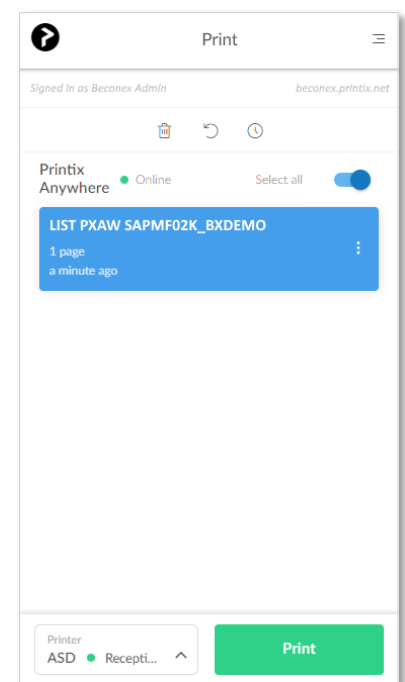 Print
Signed in as Beconex Admin beconex.printix.net
Printix
Anywhere Online Select all
LIST PXAW SAPMF02K_BXDEMO
1 page
a minute ago
Printer
ASD Recepti... Print